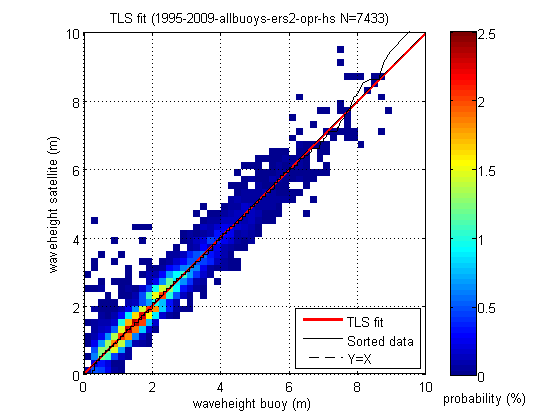 TLS fit (1995-2009-allbuoys-ers2-opr-hs N=7433)
10
8
6
4
2
0
waveheight satellite (m)
0 2 4 6 8 10
waveheight buoy (m)
TLS fit
Sorted data
Y=X
2.5
2
1.5
1
0.5
0
probability (%)